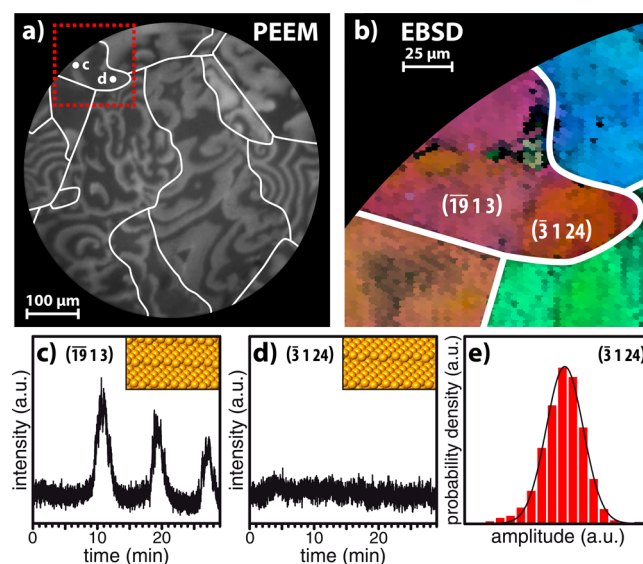 a)
PEEM
c
d
100 µm
b)
EBSD
25 µm
(1̅9̅ 1 3)
(3̅ 1 24)
c) (1̅9̅ 1 3)
intensity (a.u.)
0 10 20
time (min)
d) (3̅ 1 24)
intensity (a.u.)
0 10 20
time (min)
e) (3̅ 1 24)
probability density (a.u.)
amplitude (a.u.)